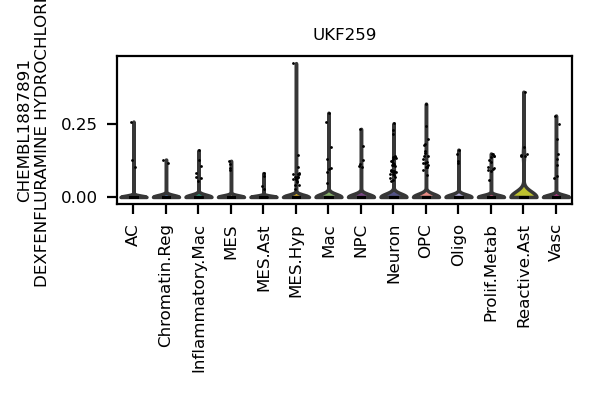 UKF259
CHEMBL1887891
DEXFENFLURAMINE HYDROCHLORI
0.25
0.00
AC
Chromatin.Reg
Inflammatory.Mac
MES
MES.Ast
MES.Hyp
Mac
NPC
Neuron
OPC
Oligo
Prolif.Metab
Reactive.Ast
Vasc